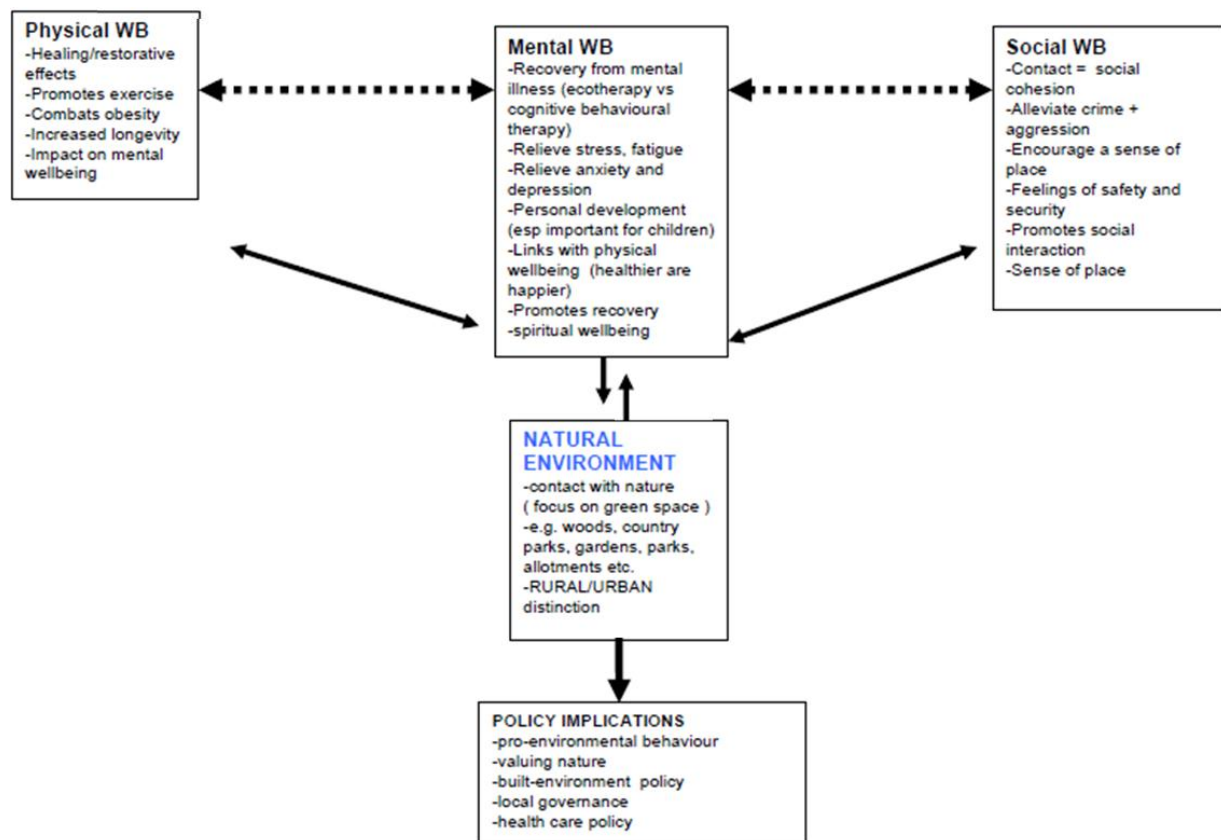 Physical WB
-Healing/restorative
effects
-Promotes exercise
-Combats obesity
-Increased longevity
-Impact on mental
wellbeing
Mental WB
-Recovery from mental
illness (ecotherapy vs
cognitive behavioural
therapy)
-Relieve stress, fatigue
-Relieve anxiety and
depression
-Personal development
(esp important for children)
-Links with physical
wellbeing (healthier are
happier)
-Promotes recovery
-spiritual wellbeing
Social WB
-Contact = social
cohesion
-Alleviate crime +
aggression
-Encourage a sense of
place
-Feelings of safety and
security
-Promotes social
interaction
-Sense of place
NATURAL
ENVIRONMENT
-contact with nature
( focus on green space )
-e.g. woods, country
parks, gardens, parks,
allotments etc.
-RURAL/URBAN
distinction
POLICY IMPLICATIONS
-pro-environmental behaviour
-valuing nature
-built-environment policy
-local governance
-health care policy